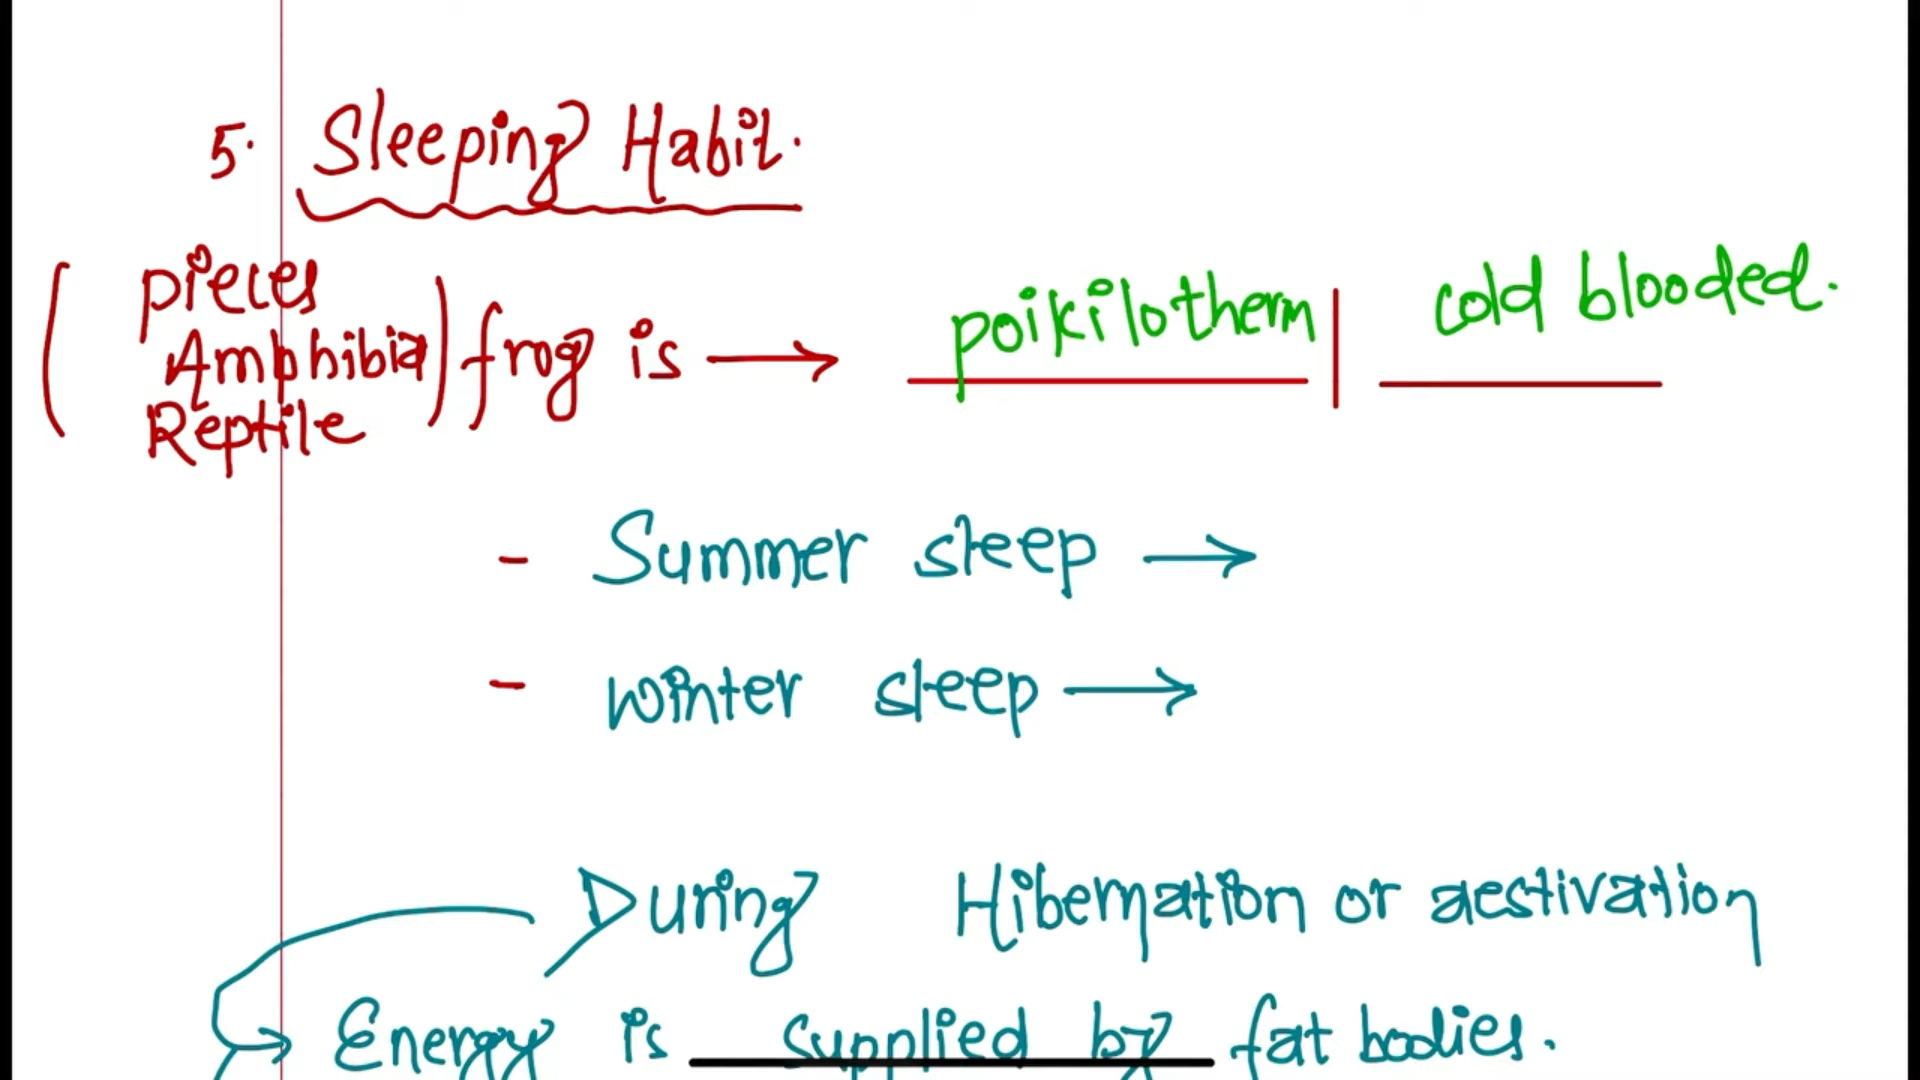 5. Sleeping Habit.
pieces
Amphibia
Reptile
frog is → poikilotherm | cold blooded.
- Summer sleep →
- winter sleep →
During Hibernation or aestivation
Energy is supplied by fat bodies.